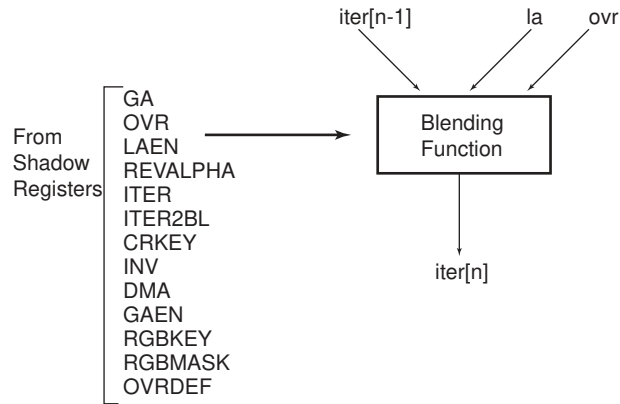 iter[n-1]
la
ovr
From
Shadow
Registers
GA
OVR
LAEN
REVALPHA
ITER
ITER2BL
CRKEY
INV
DMA
GAEN
RGBKEY
RGBMASK
OVRDEF
Blending
Function
iter[n]